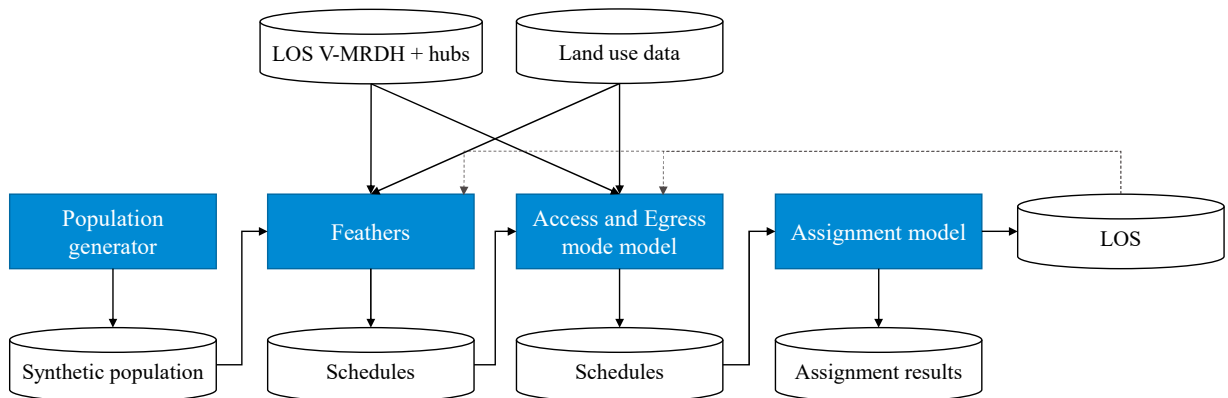 LOS V-MRDH + hubs
Land use data
Population
generator
Feathers
Access and Egress
mode model
Assignment model
LOS
Synthetic population
Schedules
Schedules
Assignment results